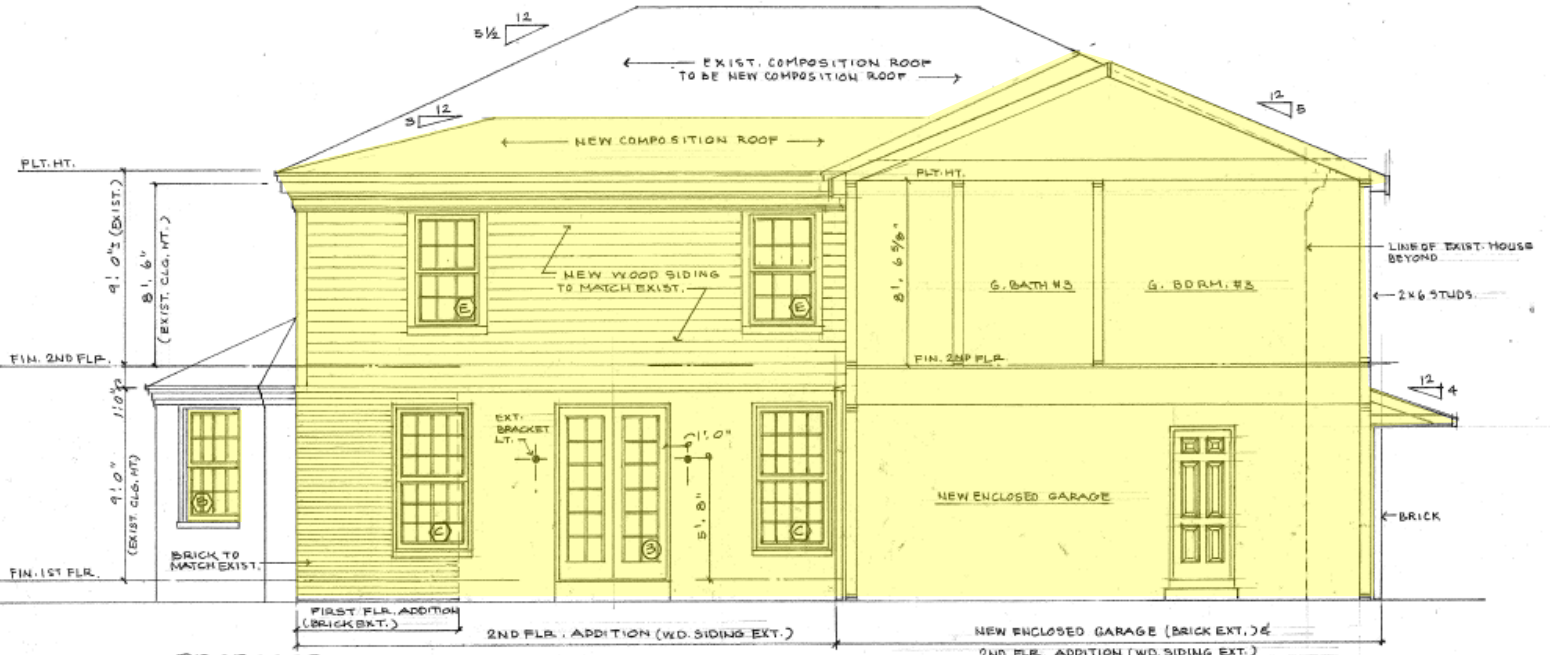 12
5½
EXIST. COMPOSITION ROOF
TO BE NEW COMPOSITION ROOF
12
3
12
5
NEW COMPOSITION ROOF
PLT. HT.
PLT. HT.
9'. 0"± (EXIST.)
8'. 6"
(EXIST. CLG. HT.)
8'. 6⅝"
LINE OF EXIST. HOUSE
BEYOND
NEW WOOD SIDING
TO MATCH EXIST.
G. BATH #3
G. BDRM. #3
2x6 STUDS.
E
E
FIN. 2ND FLR.
FIN. 2ND FLR
12
4
1'.0"
EXT.
BRACKET
LT.
1'. 0"
9'. 0"
(EXIST. CLG. HT.)
5'. 8"
B
C
3
C
NEW ENCLOSED GARAGE
BRICK
BRICK TO
MATCH EXIST.
FIN. 1ST FLR.
FIRST FLR. ADDITION
(BRICK EXT.)
2ND FLR. ADDITION (WD. SIDING EXT.)
NEW ENCLOSED GARAGE (BRICK EXT.) &
2ND FLR. ADDITION (WD. SIDING EXT.)